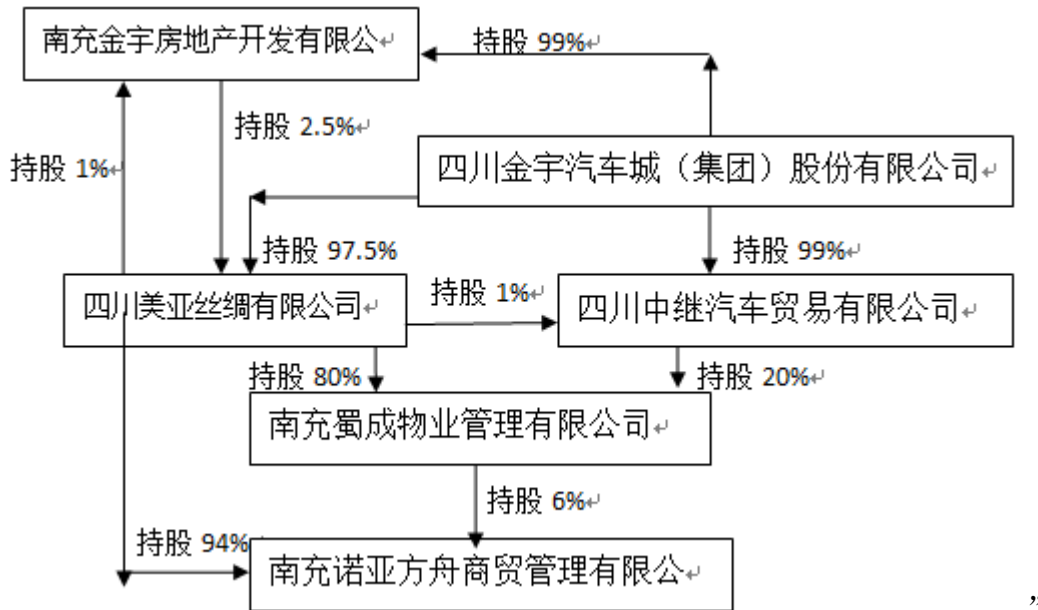 南充金宇房地产开发有限公↵
持股 99%↵
持股 2.5%↵
持股 1%↵
四川金宇汽车城（集团）股份有限公司↵
持股 97.5%
持股 99%↵
四川美亚丝绸有限公司↵
持股 1%↵
四川中继汽车贸易有限公司↵
持股 80%
持股 20%↵
南充蜀成物业管理有限公司↵
持股 6%↵
持股 94%
南充诺亚方舟商贸管理有限公↵
”